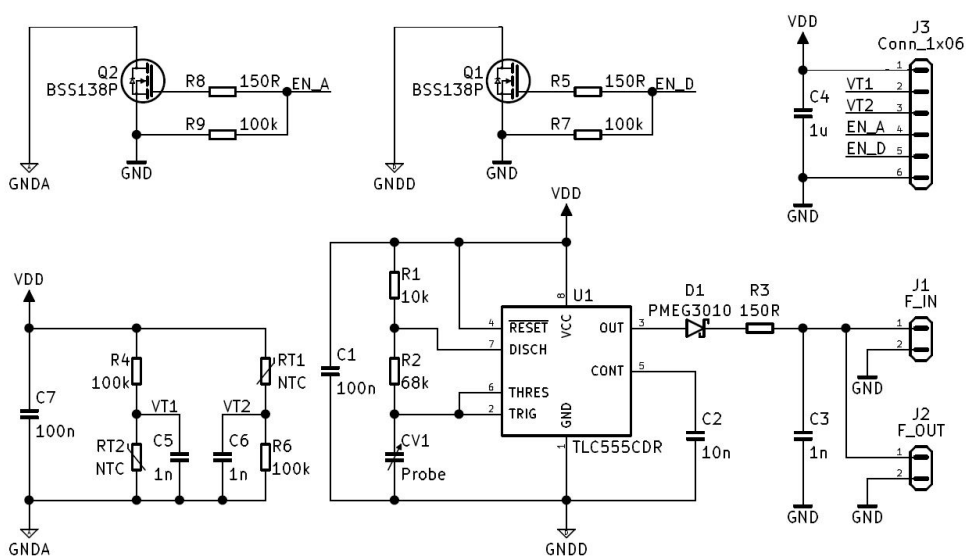 Q2
BSS138P
R8 150R EN_A
R9 100k
GNDA
GND
Q1
BSS138P
R5 150R EN_D
R7 100k
GNDD
GND
VDD
J3
Conn_1x06
1
VT1 2
VT2 3
EN_A 4
EN_D 5
6
C4
1u
GND
VDD
R4
100k
RT1
NTC
C7
100n
VT1
VT2
RT2
NTC
C5
1n
C6
1n
R6
100k
GNDA
VDD
R1
10k
R2
68k
C1
100n
CV1
Probe
U1
8
VCC
4 RESET
7 DISCH
6 THRES
2 TRIG
OUT 3
CONT 5
GND
1
TLC555CDR
C2
10n
GNDD
D1
PMEG3010
R3
150R
C3
1n
GND
J1
F_IN
1
2
GND
J2
F_OUT
1
2
GND